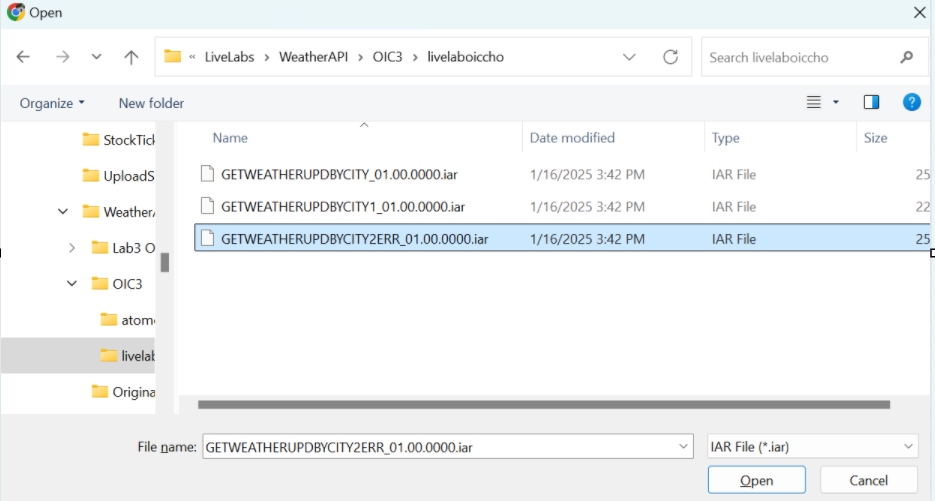 Open
« LiveLabs > WeatherAPI > OIC3 > livelaboiccho
Search livelaboiccho
Organize
New folder
Name
Date modified
Type
Size
StockTick
UploadS
WeatherA
Lab3 O
OIC3
atome
livelab
Origina
GETWEATHERUPDBYCITY_01.00.0000.iar 1/16/2025 3:42 PM IAR File 25
GETWEATHERUPDBYCITY1_01.00.0000.iar 1/16/2025 3:42 PM IAR File 22
GETWEATHERUPDBYCITY2ERR_01.00.0000.iar 1/16/2025 3:42 PM IAR File 25
File name: GETWEATHERUPDBYCITY2ERR_01.00.0000.iar
IAR File (*.iar)
Open
Cancel